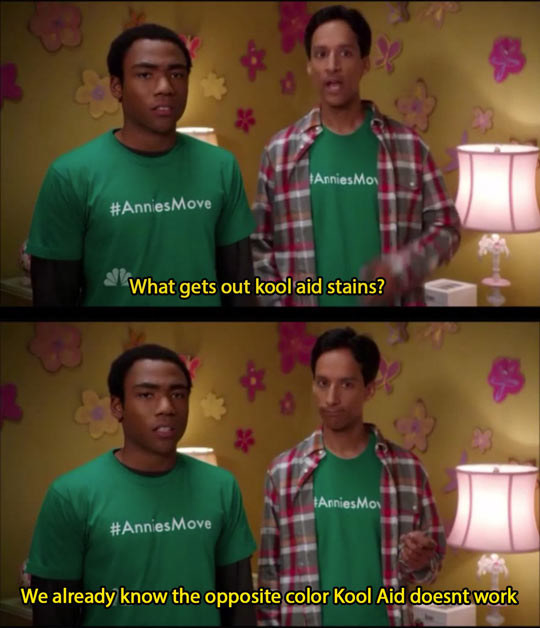 #AnniesMove
#AnniesMov
What gets out kool aid stains?
#AnniesMove
#AnniesMov
We already know the opposite color Kool Aid doesnt work